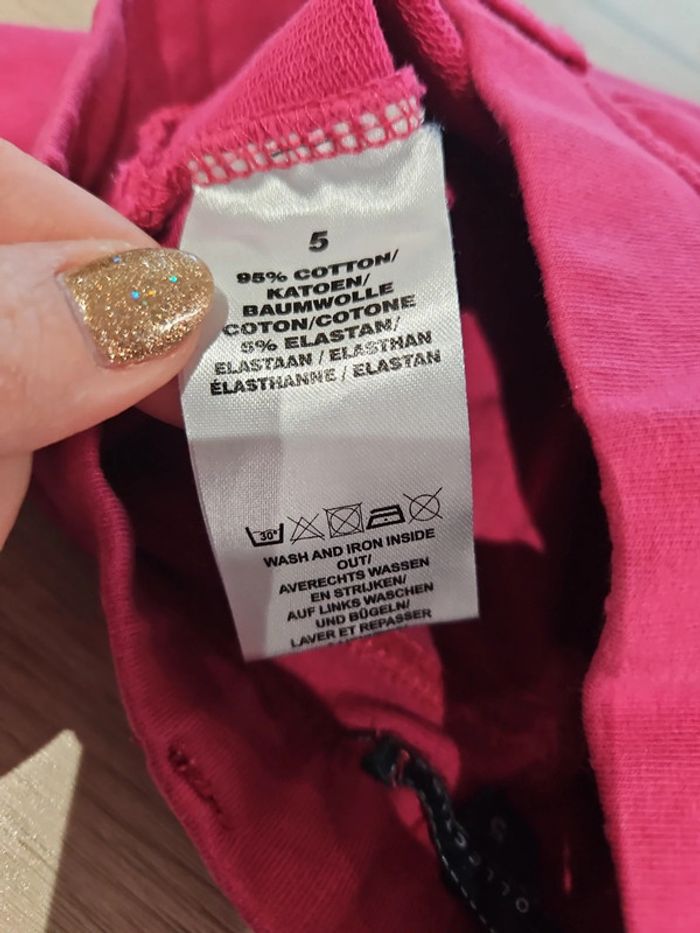 5
95% COTTON/
KATOEN/
BAUMWOLLE
COTON/COTONE
5% ELASTAN/
ELASTAAN / ELASTHAN
ÉLASTHANNE / ELASTAN
30°
WASH AND IRON INSIDE
OUT/
AVERECHTS WASSEN
EN STRIJKEN/
AUF LINKS WASCHEN
UND BÜGELN/
LAVER ET REPASSER